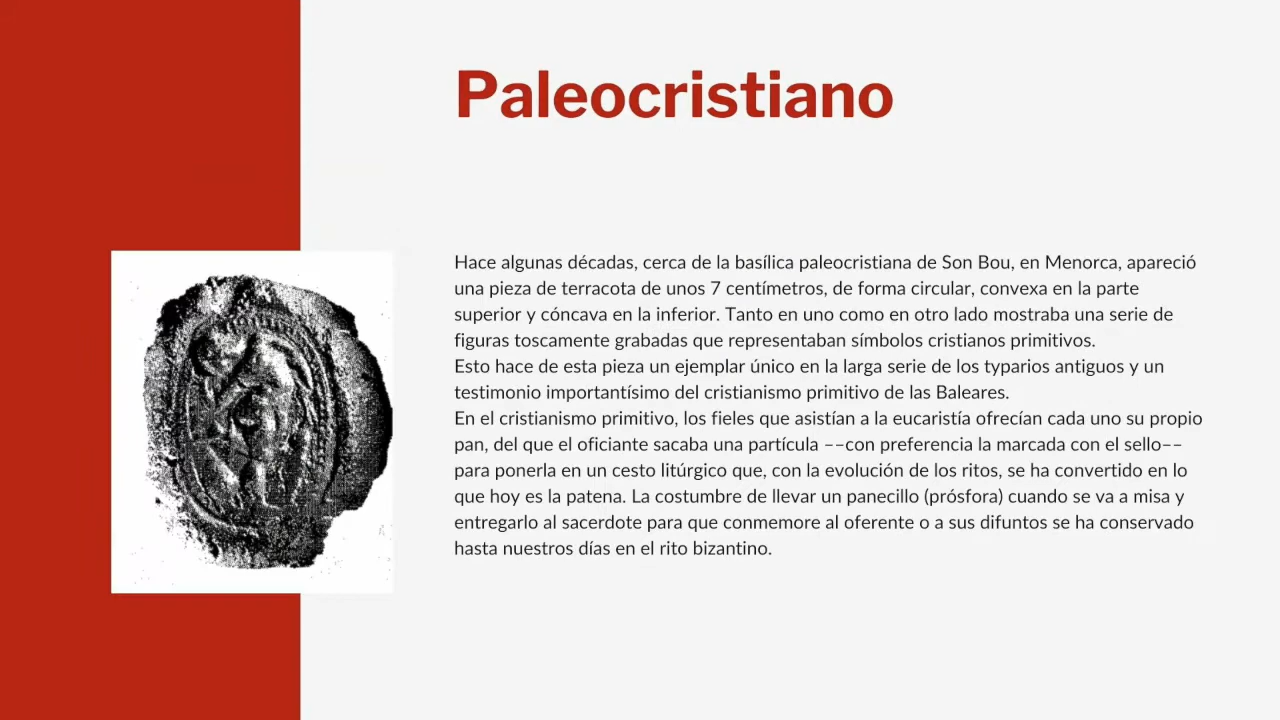 Paleocristiano
Hace algunas décadas, cerca de la basílica paleocristiana de Son Bou, en Menorca, apareció
una pieza de terracota de unos 7 centímetros, de forma circular, convexa en la parte
superior y cóncava en la inferior. Tanto en uno como en otro lado mostraba una serie de
figuras toscamente grabadas que representaban símbolos cristianos primitivos.
Esto hace de esta pieza un ejemplar único en la larga serie de los typarios antiguos y un
testimonio importantísimo del cristianismo primitivo de las Baleares.
En el cristianismo primitivo, los fieles que asistían a la eucaristía ofrecían cada uno su propio
pan, del que el oficiante sacaba una partícula ––con preferencia la marcada con el sello––
para ponerla en un cesto litúrgico que, con la evolución de los ritos, se ha convertido en lo
que hoy es la patena. La costumbre de llevar un panecillo (prósfora) cuando se va a misa y
entregarlo al sacerdote para que conmemore al oferente o a sus difuntos se ha conservado
hasta nuestros días en el rito bizantino.